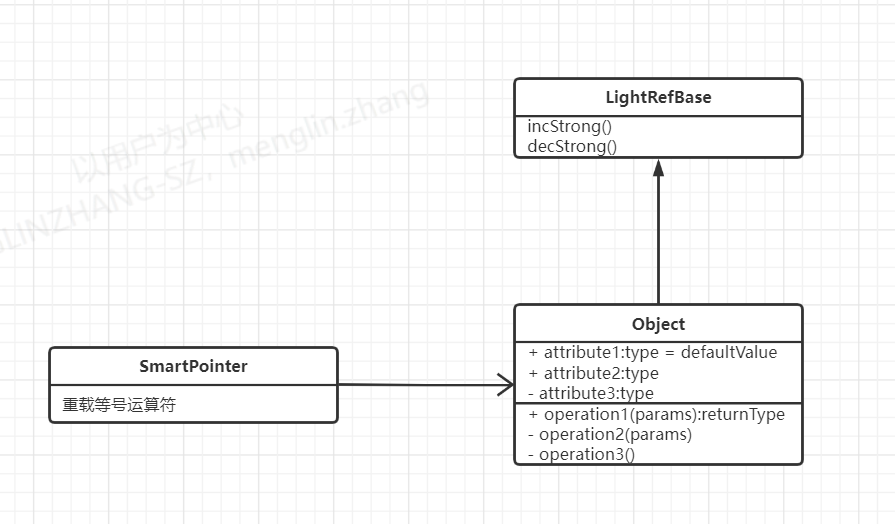 LightRefBase
incStrong()
decStrong()
以用户为中心
LINZHANG-SZ, menglin.zhang
Object
+ attribute1:type = defaultValue
+ attribute2:type
- attribute3:type
+ operation1(params):returnType
- operation2(params)
- operation3()
SmartPointer
重载等号运算符